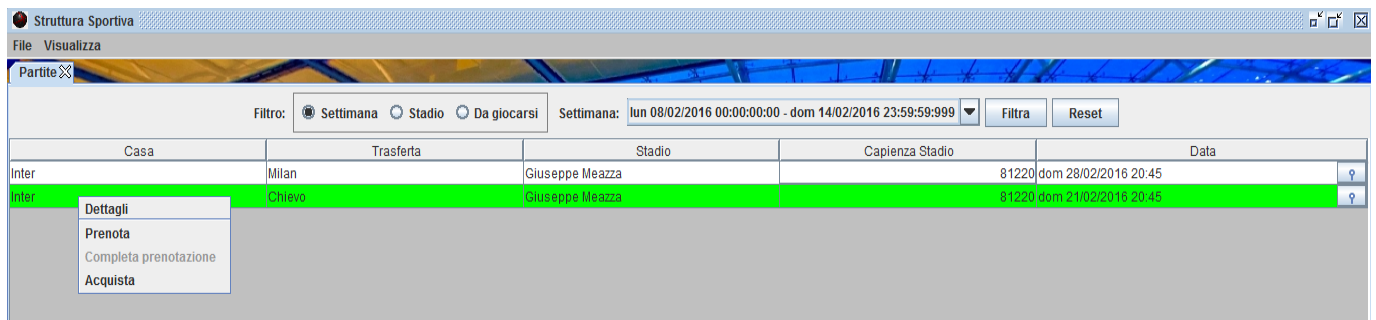 Struttura Sportiva
File Visualizza
Partite
Filtro: Settimana Stadio Da giocarsi Settimana: lun 08/02/2016 00:00:00:00 - dom 14/02/2016 23:59:59:999 Filtra Reset
Casa Trasferta Stadio Capienza Stadio Data
Inter Milan Giuseppe Meazza 81220 dom 28/02/2016 20:45
Inter Chievo Giuseppe Meazza 81220 dom 21/02/2016 20:45
Dettagli
Prenota
Completa prenotazione
Acquista